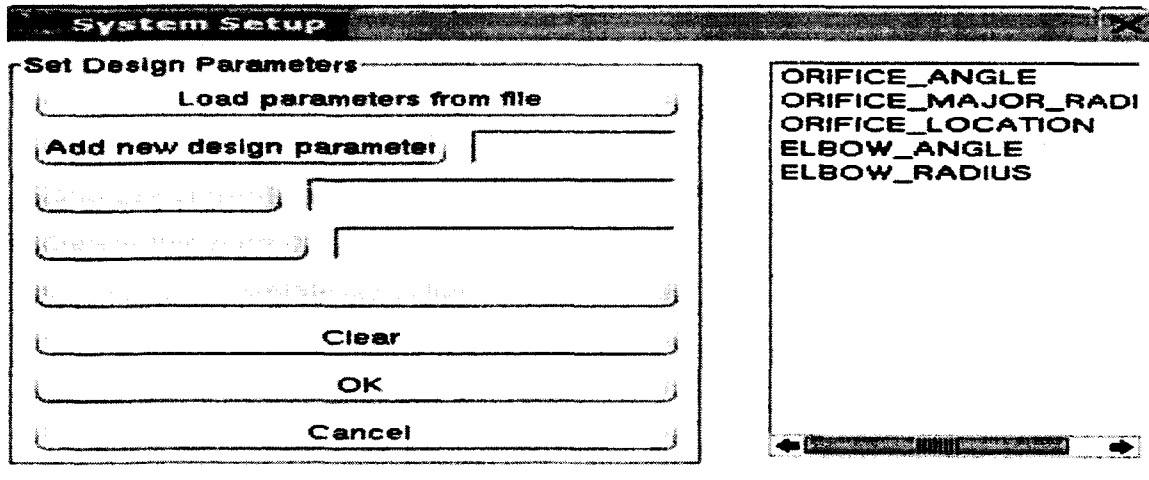 System Setup
Set Design Parameters
Load parameters from file
Add new design parameter
Clear
OK
Cancel
ORIFICE_ANGLE
ORIFICE_MAJOR_RADI
ORIFICE_LOCATION
ELBOW_ANGLE
ELBOW_RADIUS